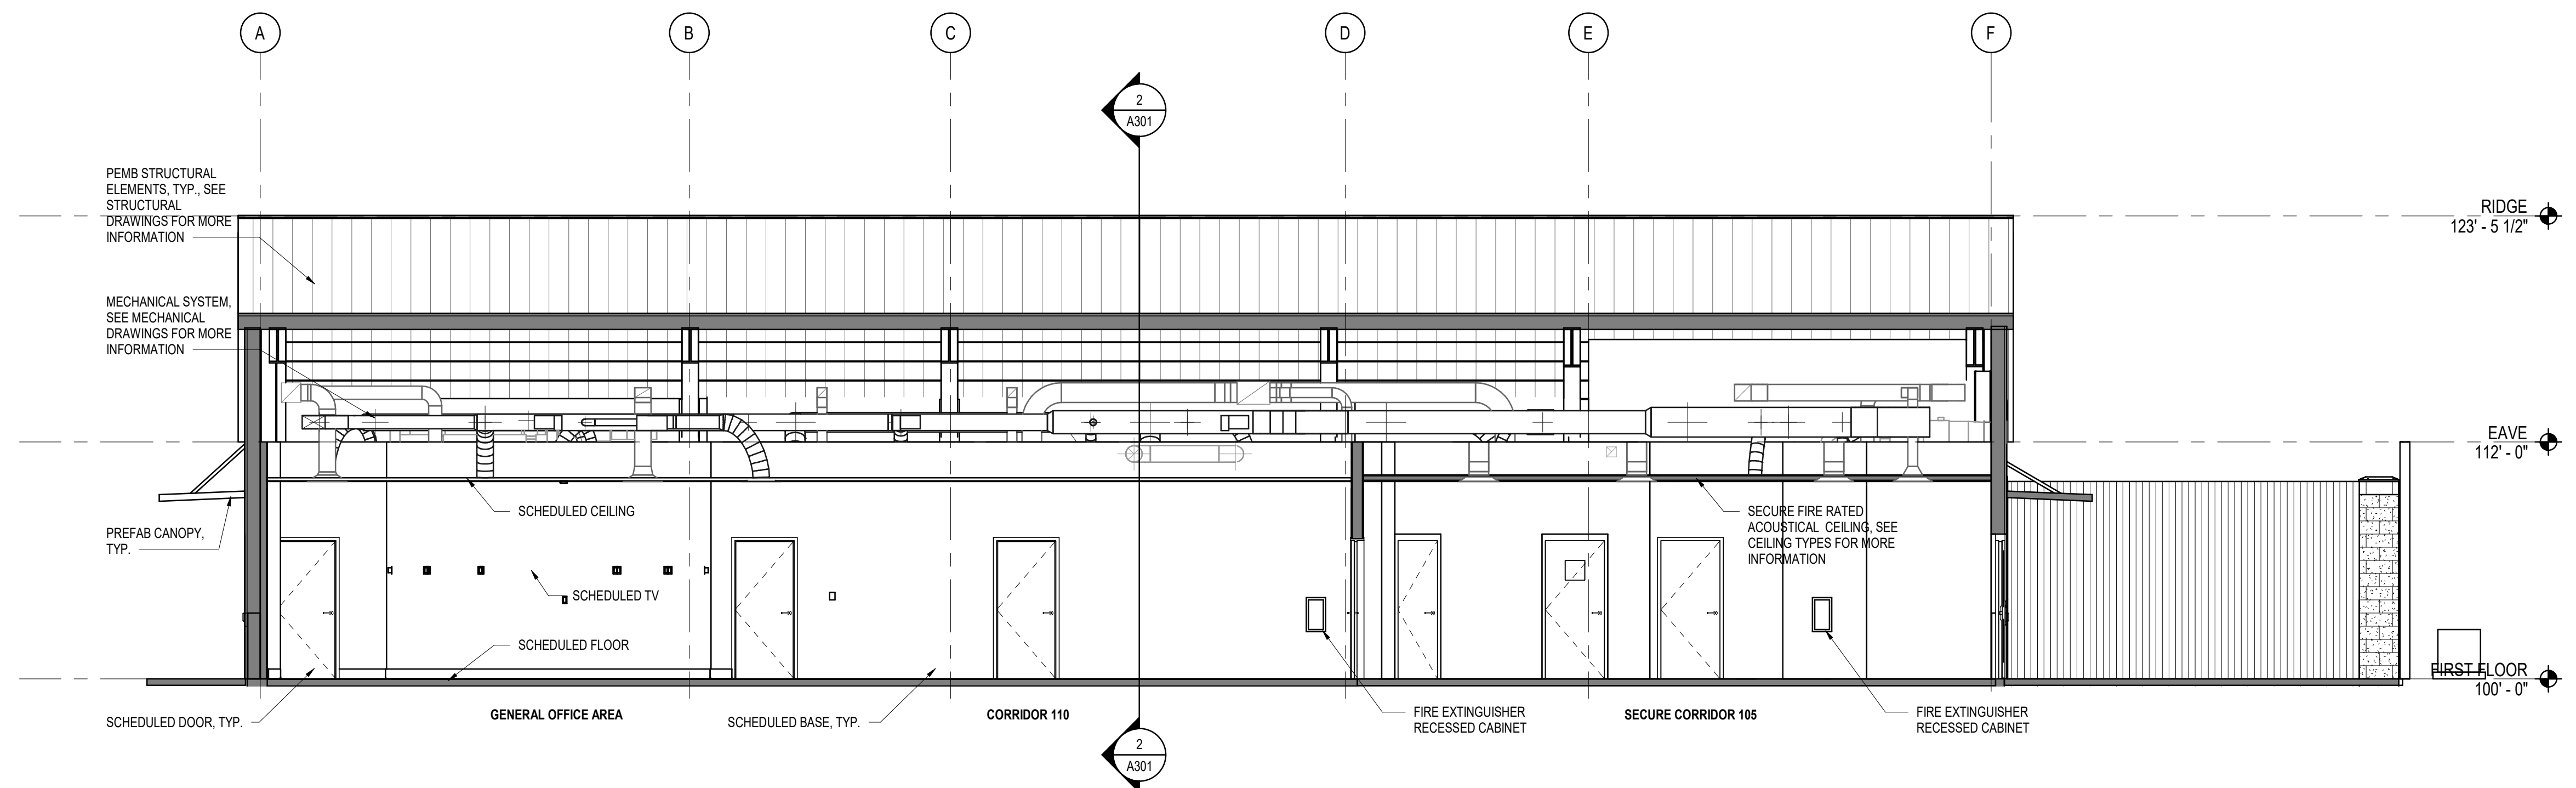 A
B
C
D
E
F
2
A301
PEMB STRUCTURAL
ELEMENTS, TYP., SEE
STRUCTURAL
DRAWINGS FOR MORE
INFORMATION
RIDGE
123' - 5 1/2"
MECHANICAL SYSTEM,
SEE MECHANICAL
DRAWINGS FOR MORE
INFORMATION
EAVE
112' - 0"
PREFAB CANOPY,
TYP.
SCHEDULED CEILING
SECURE FIRE RATED
ACOUSTICAL CEILING, SEE
CEILING TYPES FOR MORE
INFORMATION
SCHEDULED TV
SCHEDULED FLOOR
FIRST FLOOR
100' - 0"
SCHEDULED DOOR, TYP.
GENERAL OFFICE AREA
SCHEDULED BASE, TYP.
CORRIDOR 110
FIRE EXTINGUISHER
RECESSED CABINET
SECURE CORRIDOR 105
FIRE EXTINGUISHER
RECESSED CABINET
2
A301